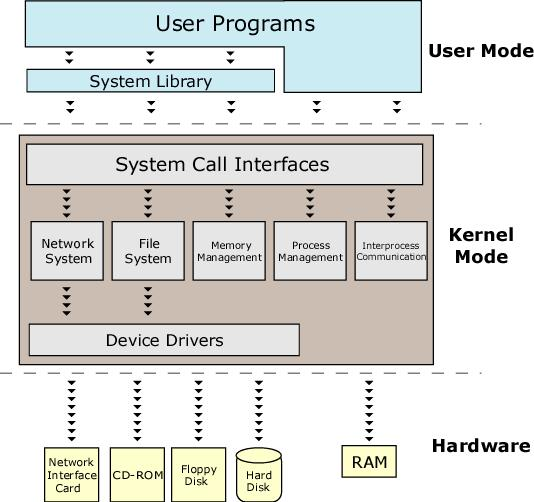 User Programs
User Mode
System Library
System Call Interfaces
Network
System
File
System
Memory
Management
Process
Management
Interprocess
Communication
Kernel
Mode
Device Drivers
Hardware
Network
Interface
Card
CD-ROM
Floppy
Disk
Hard
Disk
RAM